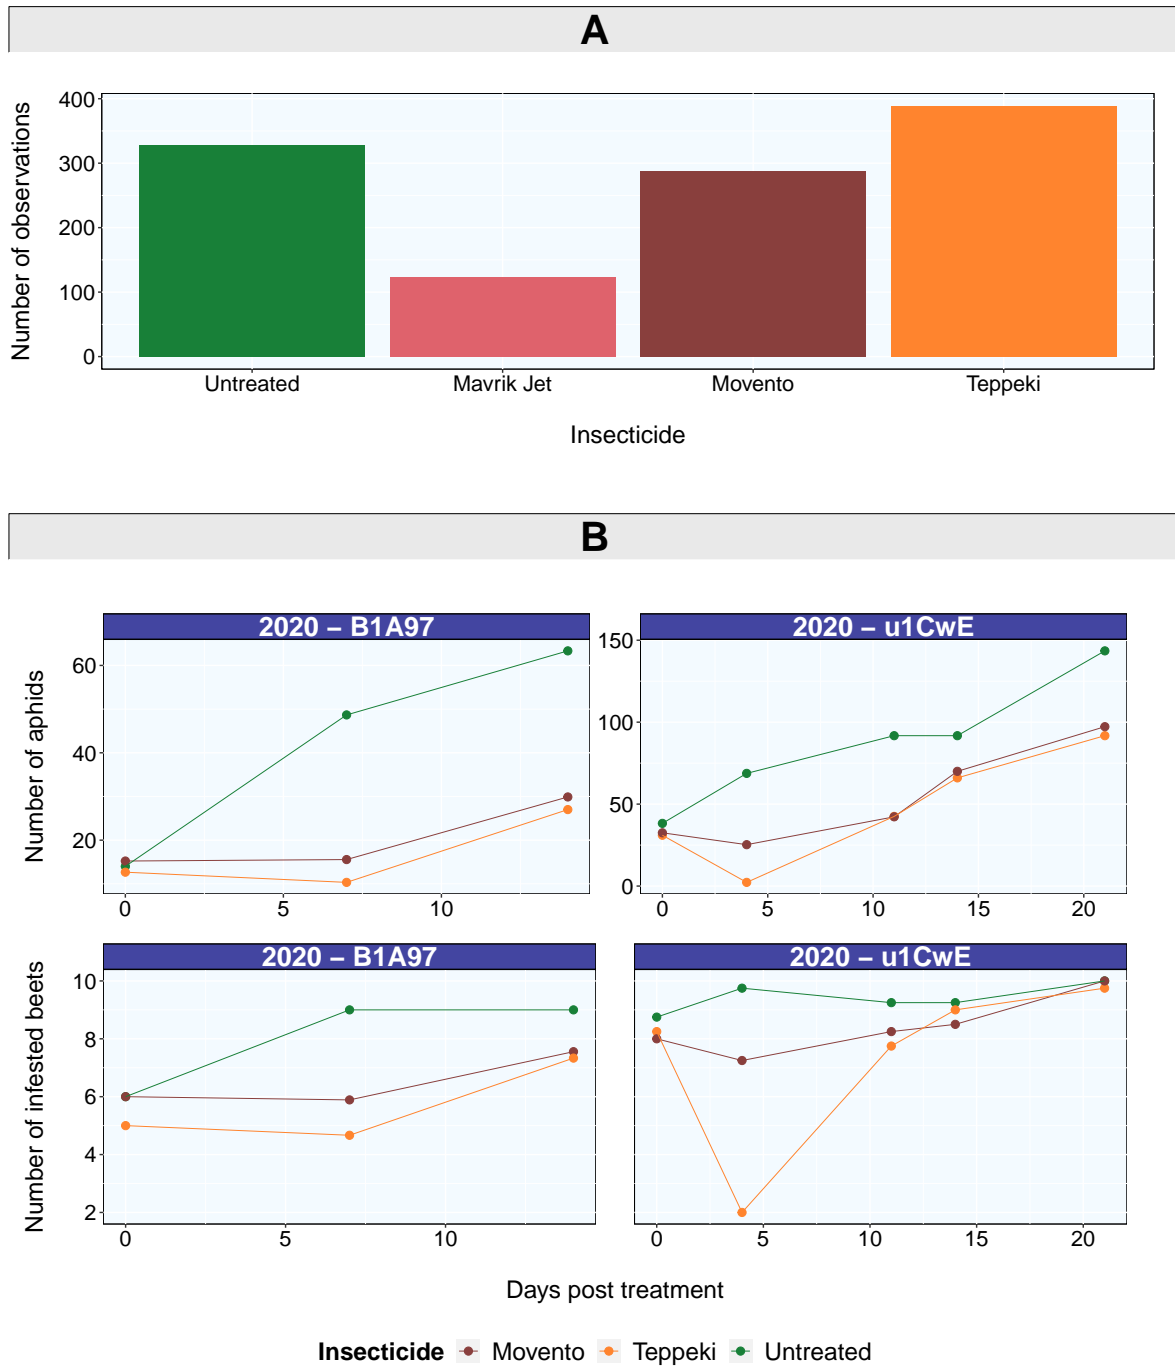 A
Number of observations
400
300
200
100
0
Untreated Mavrik Jet Movento Teppeki
Insecticide
B
2020 – B1A97
2020 – u1CwE
Number of aphids
60
40
20
0 5 10
150
100
50
0
0 5 10 15 20
2020 – B1A97
2020 – u1CwE
Number of infested beets
10
8
6
4
2
0 5 10
0 5 10 15 20
Days post treatment
Insecticide Movento Teppeki Untreated